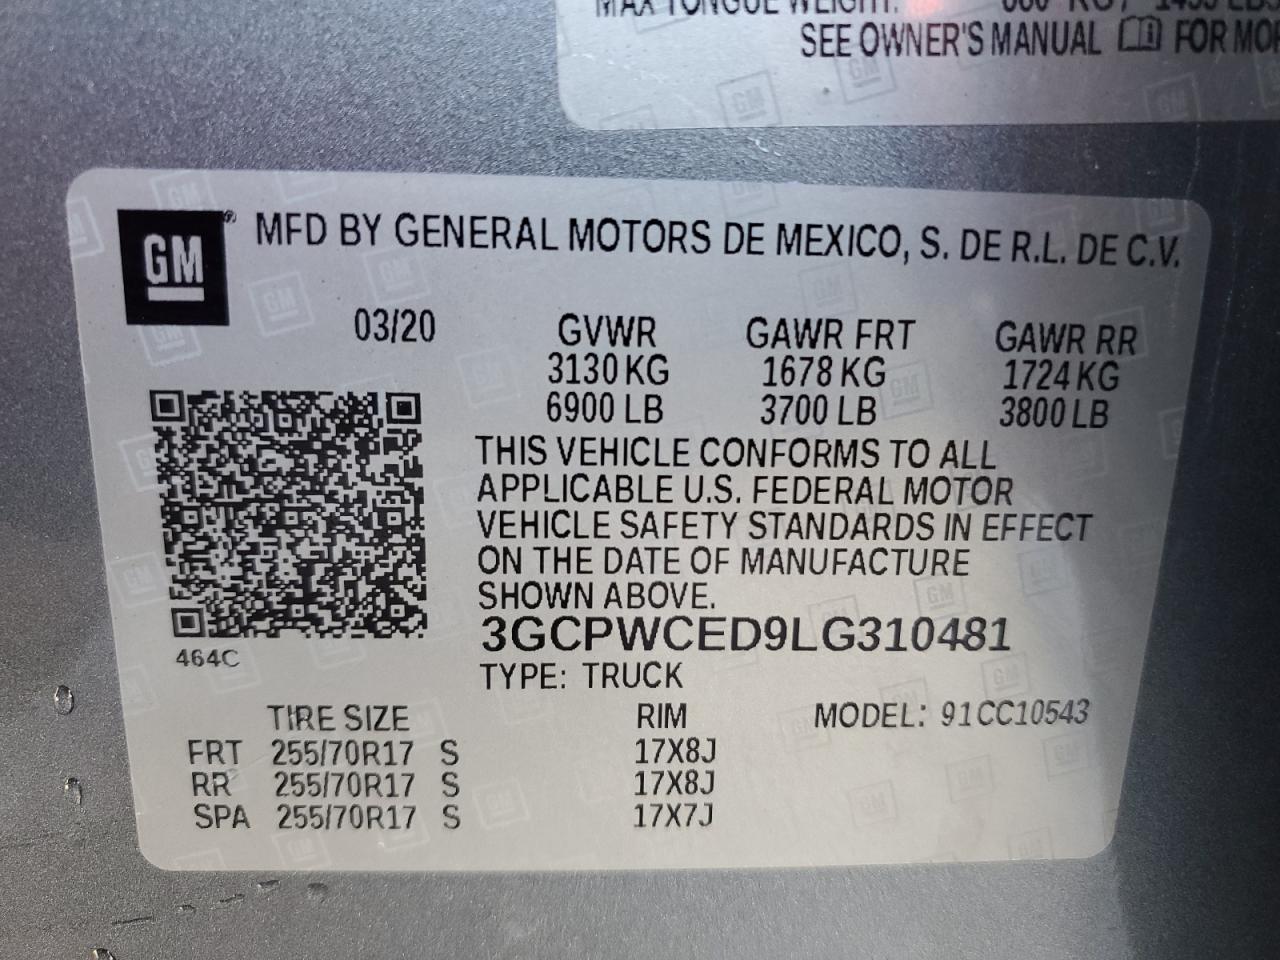 SEE OWNER'S MANUAL FOR
GM
® MFD BY GENERAL MOTORS DE MEXICO, S. DE R.L. DE C.V.
03/20 GVWR GAWR FRT GAWR RR
3130 KG 1678 KG 1724 KG
6900 LB 3700 LB 3800 LB
THIS VEHICLE CONFORMS TO ALL
APPLICABLE U.S. FEDERAL MOTOR
VEHICLE SAFETY STANDARDS IN EFFECT
ON THE DATE OF MANUFACTURE
SHOWN ABOVE.
3GCPWCED9LG310481
464C
TYPE: TRUCK
TIRE SIZE RIM MODEL: 91CC10543
FRT 255/70R17 S 17X8J
RR 255/70R17 S 17X8J
SPA 255/70R17 S 17X7J